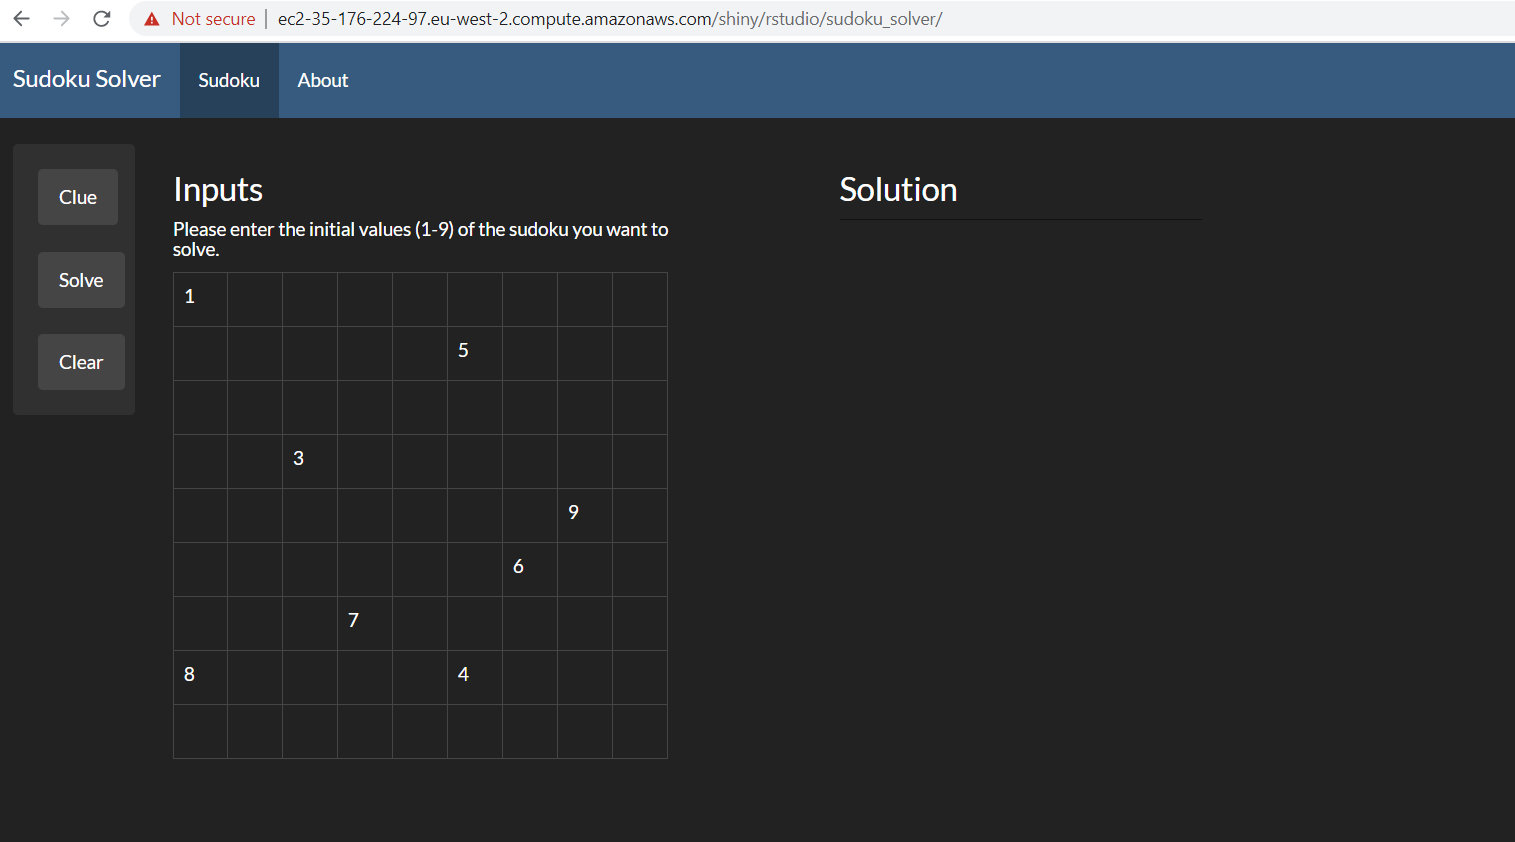 Not secure | ec2-35-176-224-97.eu-west-2.compute.amazonaws.com/shiny/rstudio/sudoku_solver/
Sudoku Solver Sudoku About
Clue
Solve
Clear
Inputs
Please enter the initial values (1-9) of the sudoku you want to
solve.
1
5
3
9
6
7
8 4
Solution